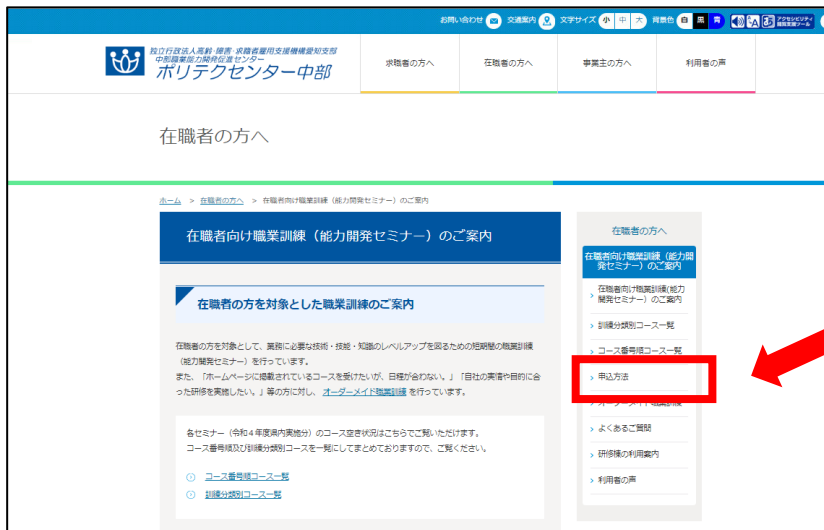 お問い合わせ 交通案内 文字サイズ 小 中 大 背景色 白 黒 青
独立行政法人高齢・障害・求職者雇用支援機構愛知支部
中部職業能力開発促進センター
ポリテクセンター中部
求職者の方へ 在職者の方へ 事業主の方へ 利用者の声
在職者の方へ
ホーム > 在職者の方へ > 在職者向け職業訓練（能力開発セミナー）のご案内
在職者向け職業訓練（能力開発セミナー）のご案内
在職者の方を対象とした職業訓練のご案内
在職者の方を対象として、業務に必要な技術・技能・知識のレベルアップを図るための短期間の職業訓練
（能力開発セミナー）を行っています。
また、「ホームページに掲載されているコースを受けたいが、日程が合わない。」「自社の実情や目的に合
った研修を実施したい。」等の方に対し、オーダーメイド職業訓練 を行っています。
各セミナー（令和４年度県内実施分）のコース空き状況はこちらでご覧いただけます。
コース番号順及び訓練分類別コースを一覧にしてまとめておりますので、ご覧ください。
コース番号順コース一覧
訓練分類別コース一覧
在職者の方へ
在職者向け職業訓練（能力開
発セミナー）のご案内
在職者向け職業訓練(能力
開発セミナー）のご案内
訓練分類別コース一覧
コース番号順コース一覧
申込方法
オーダーメイド職業訓練
よくあるご質問
研修棟の利用案内
利用者の声